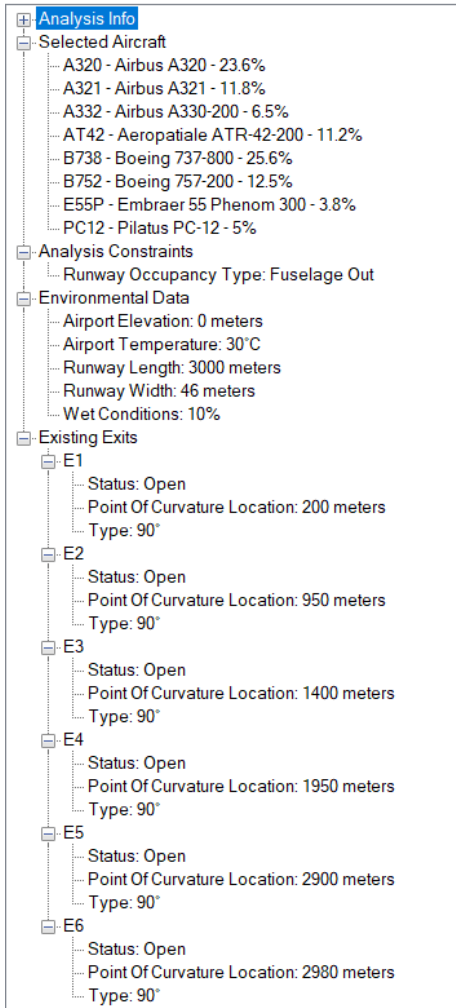 Analysis Info
Selected Aircraft
A320 - Airbus A320 - 23.6%
A321 - Airbus A321 - 11.8%
A332 - Airbus A330-200 - 6.5%
AT42 - Aeropatiale ATR-42-200 - 11.2%
B738 - Boeing 737-800 - 25.6%
B752 - Boeing 757-200 - 12.5%
E55P - Embraer 55 Phenom 300 - 3.8%
PC12 - Pilatus PC-12 - 5%
Analysis Constraints
Runway Occupancy Type: Fuselage Out
Environmental Data
Airport Elevation: 0 meters
Airport Temperature: 30°C
Runway Length: 3000 meters
Runway Width: 46 meters
Wet Conditions: 10%
Existing Exits
E1
Status: Open
Point Of Curvature Location: 200 meters
Type: 90°
E2
Status: Open
Point Of Curvature Location: 950 meters
Type: 90°
E3
Status: Open
Point Of Curvature Location: 1400 meters
Type: 90°
E4
Status: Open
Point Of Curvature Location: 1950 meters
Type: 90°
E5
Status: Open
Point Of Curvature Location: 2900 meters
Type: 90°
E6
Status: Open
Point Of Curvature Location: 2980 meters
Type: 90°